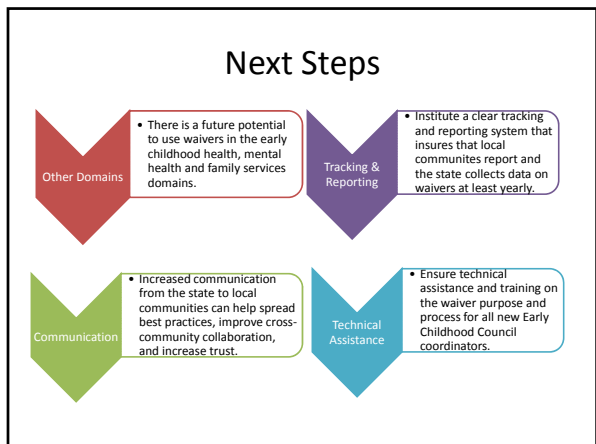 Next Steps
Other Domains
• There is a future potential
to use waivers in the early
childhood health, mental
health and family services
domains.
Tracking &
Reporting
• Institute a clear tracking
and reporting system that
insures that local
communites report and
the state collects data on
waivers at least yearly.
Communication
• Increased communication
from the state to local
communities can help spread
best practices, improve cross-
community collaboration,
and increase trust.
Technical
Assistance
• Ensure technical
assistance and training on
the waiver purpose and
process for all new Early
Childhood Council
coordinators.